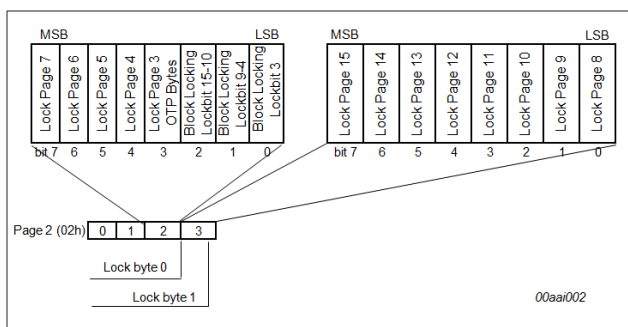 MSB LSB MSB LSB
Lock Page 7
Lock Page 6
Lock Page 5
Lock Page 4
Lock Page 3
OTP Bytes
Block Locking
Lockbit 15-10
Block Locking
Lockbit 9-4
Block Locking
Lockbit 3
Lock Page 15
Lock Page 14
Lock Page 13
Lock Page 12
Lock Page 11
Lock Page 10
Lock Page 9
Lock Page 8
bit 7 6 5 4 3 2 1 0 bit 7 6 5 4 3 2 1 0
Page 2 (02h) 0 1 2 3
Lock byte 0
Lock byte 1
00aai002